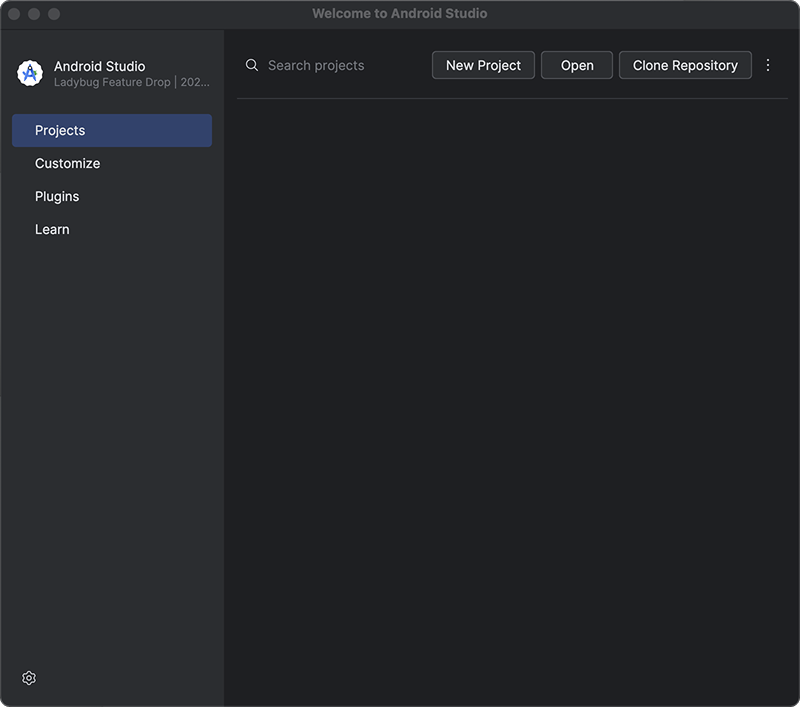 Welcome to Android Studio
Android Studio
Ladybug Feature Drop | 202...
Search projects
New Project
Open
Clone Repository
Projects
Customize
Plugins
Learn